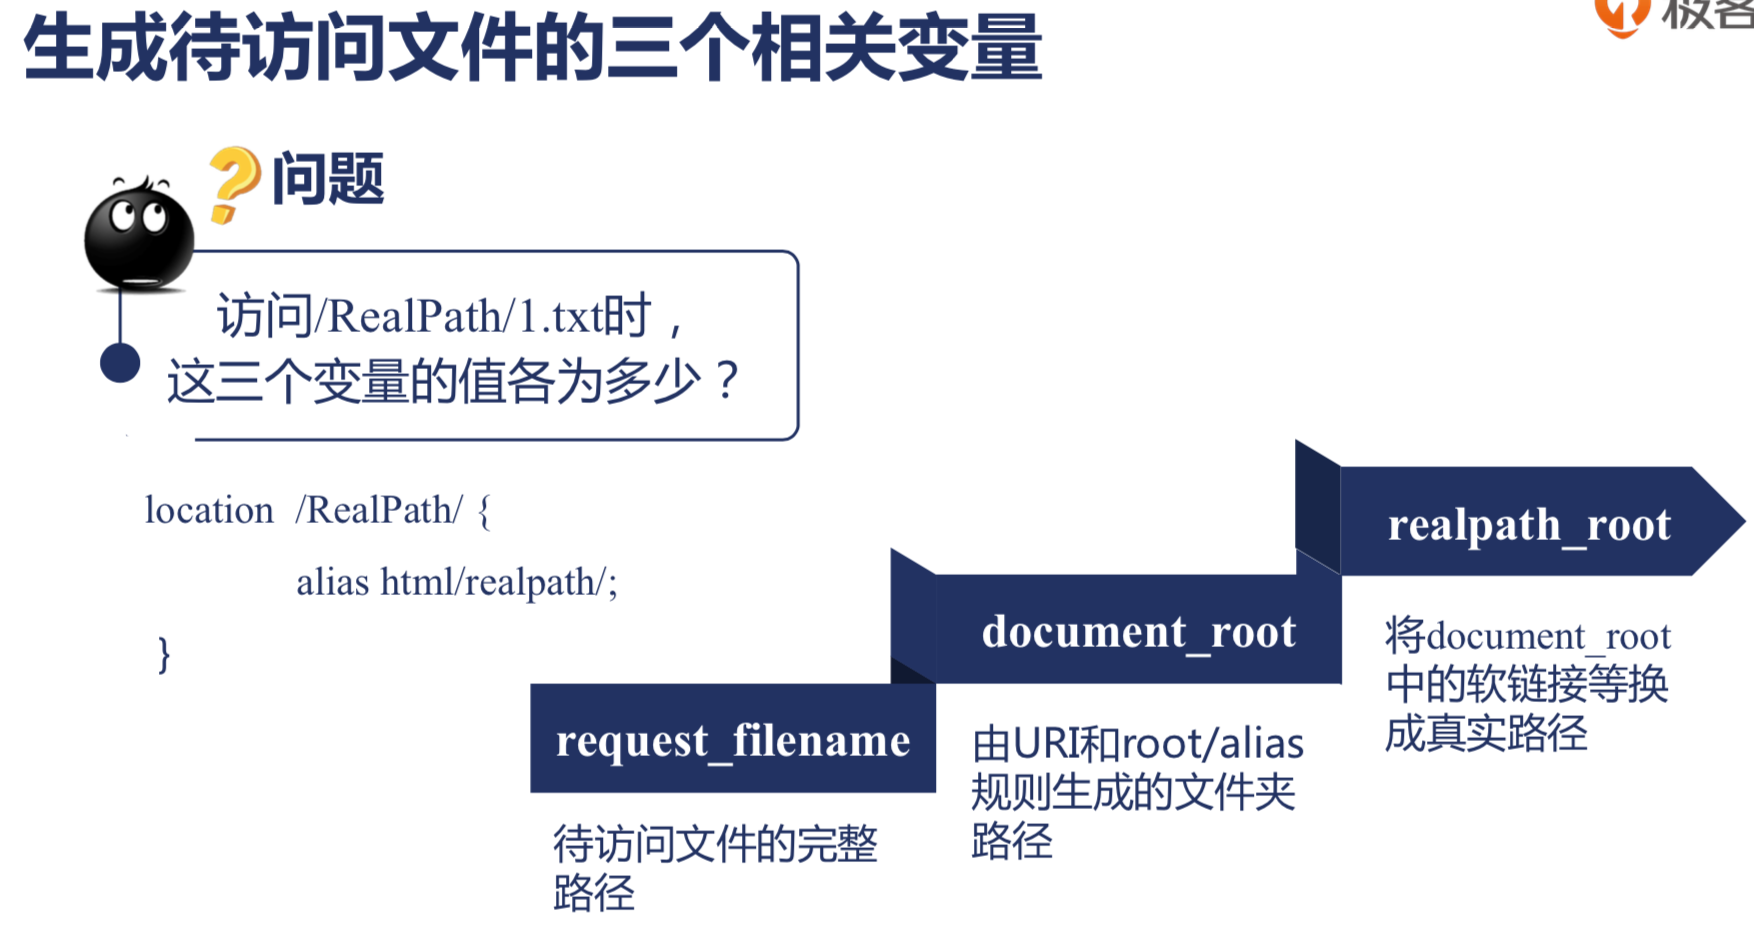 生成待访问文件的三个相关变量
极客
问题
访问/RealPath/1.txt时，
这三个变量的值各为多少？
location /RealPath/ {
alias html/realpath/;
}
request_filename
待访问文件的完整
路径
document_root
由URI和root/alias
规则生成的文件夹
路径
realpath_root
将document_root
中的软链接等换
成真实路径